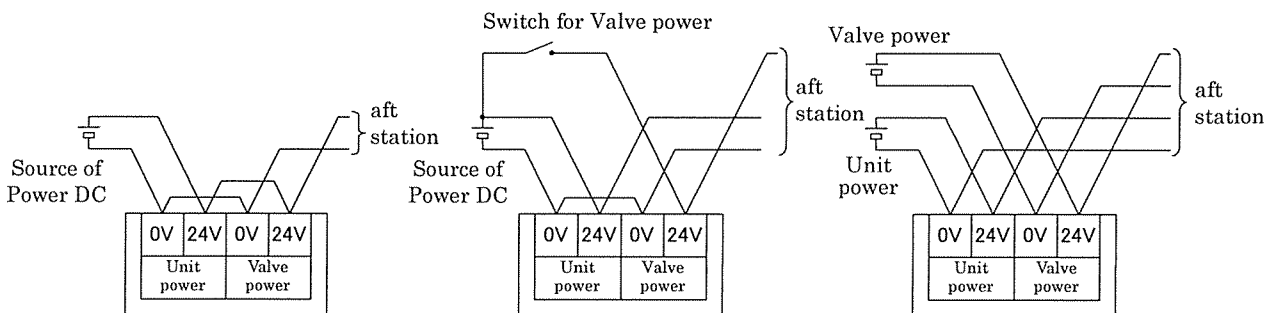 Source of
Power DC
aft
station
0V 24V 0V 24V
Unit
power
Valve
power
Switch for Valve power
Source of
Power DC
aft
station
0V 24V 0V 24V
Unit
power
Valve
power
Valve power
Unit
power
aft
station
0V 24V 0V 24V
Unit
power
Valve
power